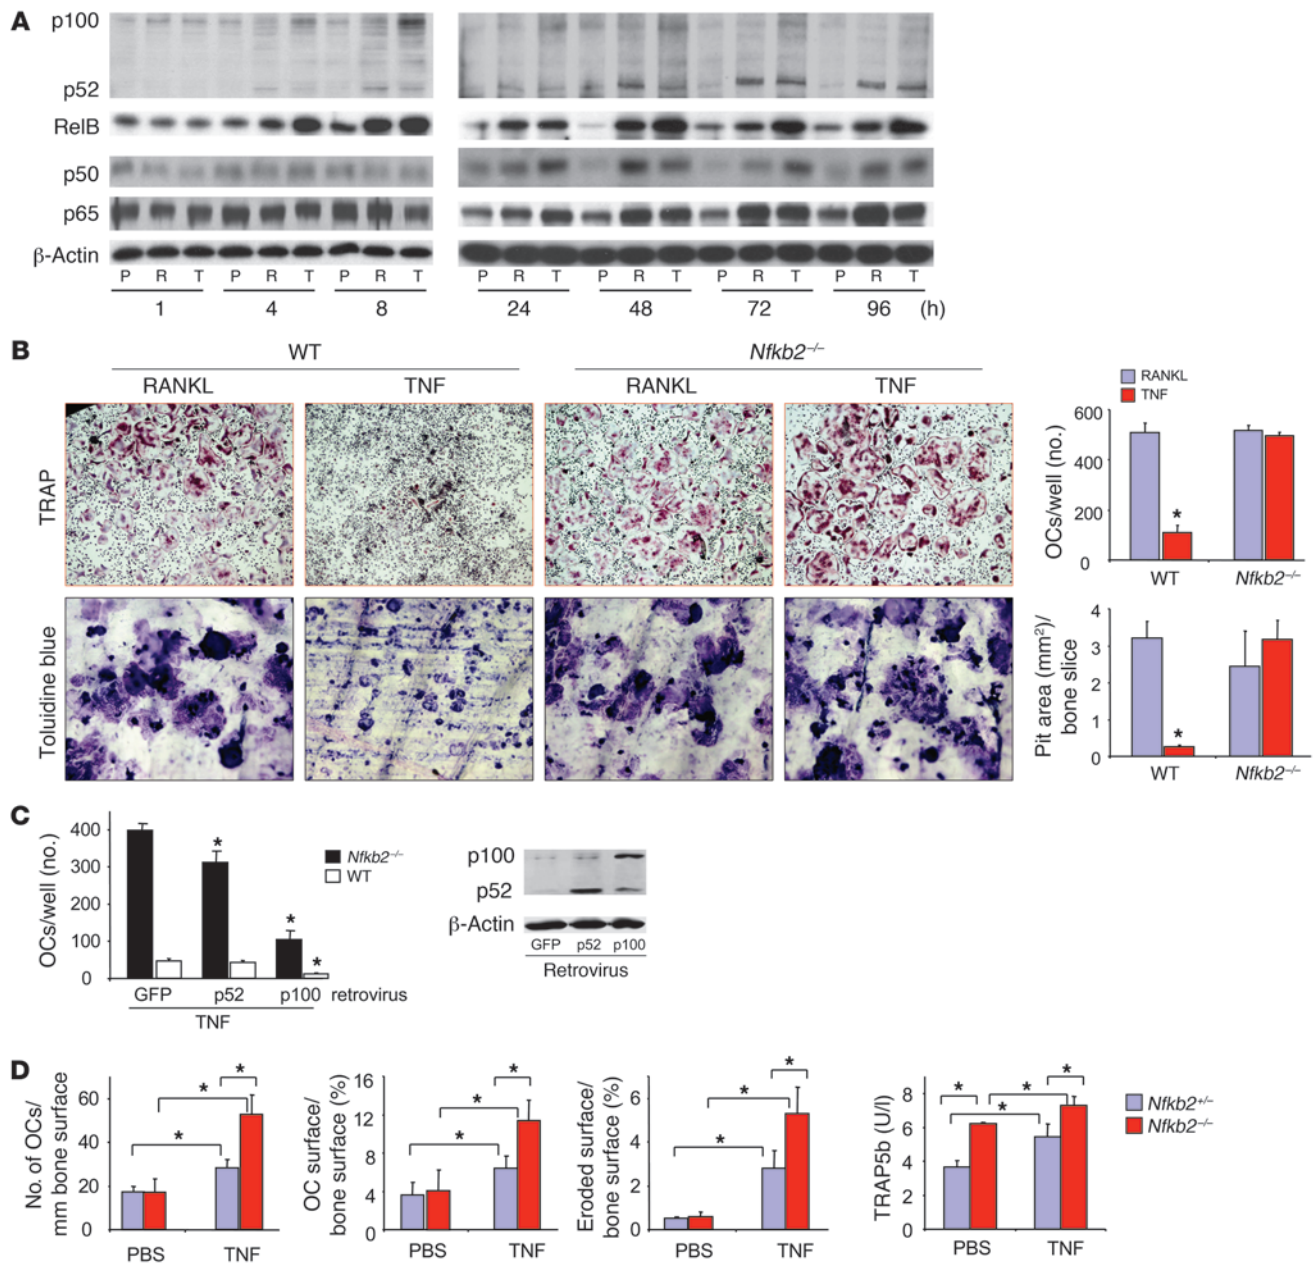 A
p100
p52
RelB
p50
p65
β-Actin
P R T P R T P R T P R T P R T P R T P R T
1 4 8 24 48 72 96 (h)
B
WT Nfkb2–/–
RANKL TNF RANKL TNF
TRAP
Toluidine blue
RANKL
TNF
OCs/well (no.)
600
400
200
0
*
WT Nfkb2–/–
Pit area (mm²)/
bone slice
4
3
2
1
0
*
WT Nfkb2–/–
C
OCs/well (no.)
400
300
200
100
0
* * *
Nfkb2–/–
WT
GFP p52 p100 retrovirus
TNF
p100
p52
β-Actin
GFP p52 p100
Retrovirus
D
No. of OCs/
mm bone surface
60
40
20
0
* * *
PBS TNF
OC surface/
bone surface (%)
16
12
8
4
0
* * *
PBS TNF
Eroded surface/
bone surface (%)
6
4
2
0
* * *
PBS TNF
TRAP5b (U/l)
8
6
4
2
0
* * * *
PBS TNF
Nfkb2+/–
Nfkb2–/–